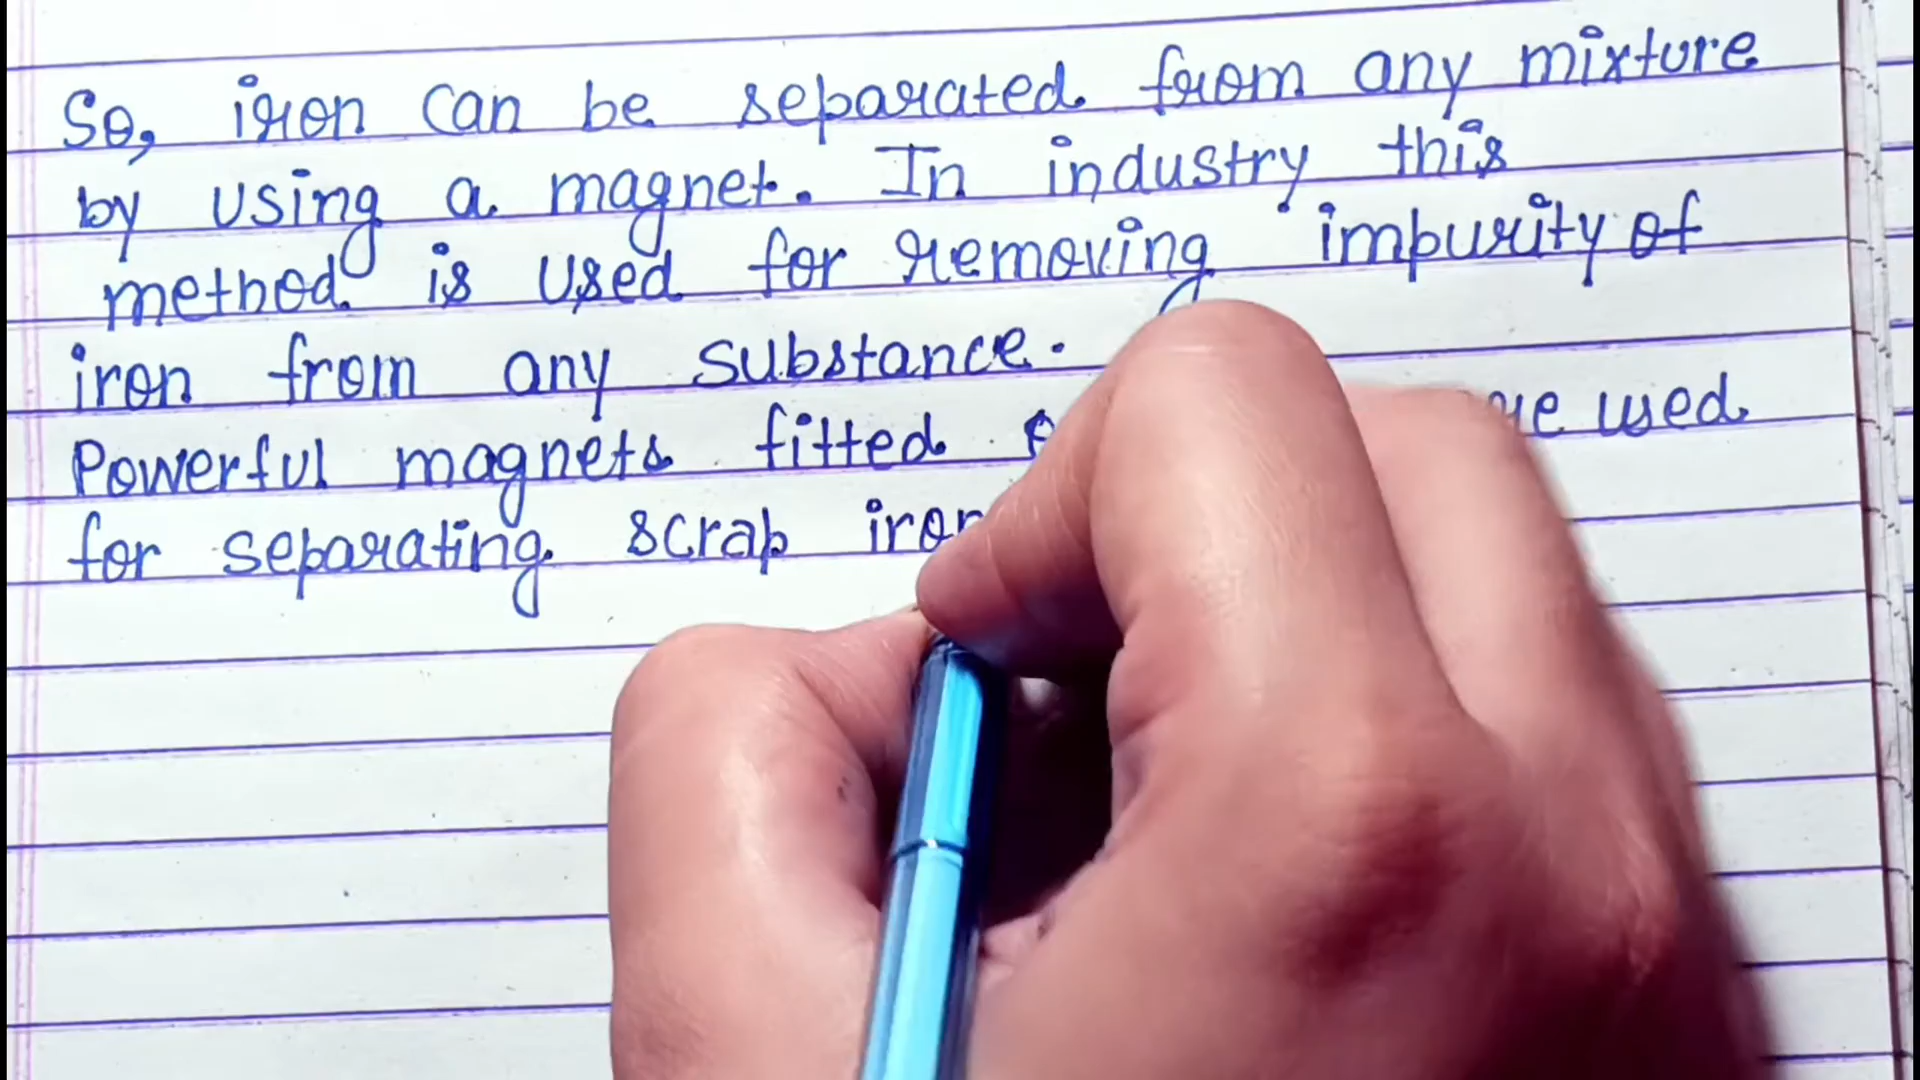 So, iron can be separated from any mixture
by using a magnet. In industry this
method is used for removing impurity of
iron from any substance.
Powerful magnets fitted used
for separating scrap iron